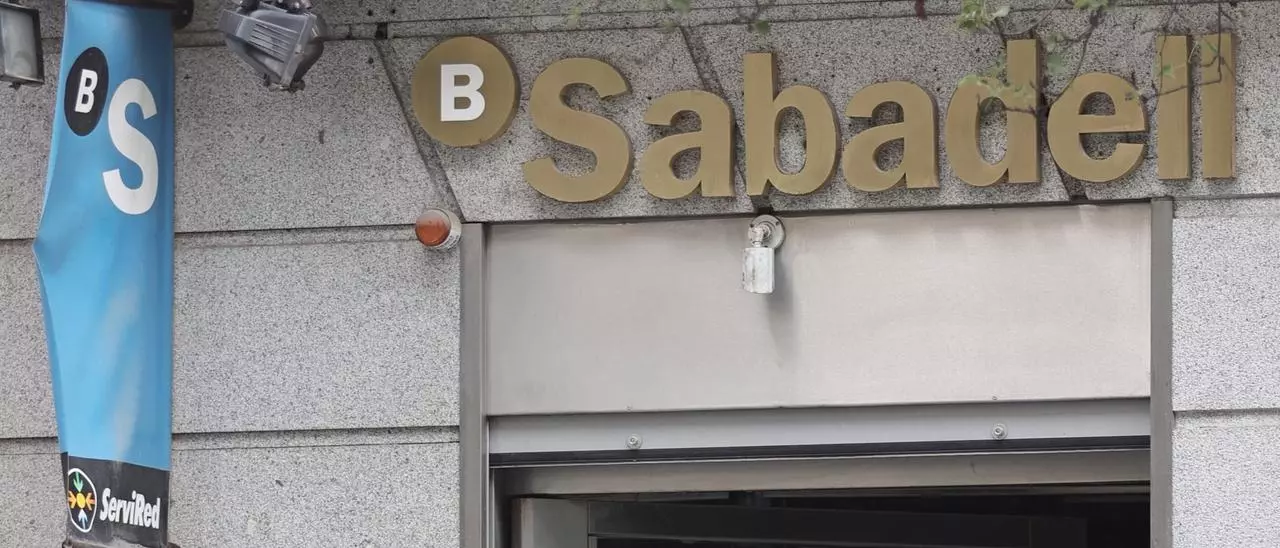 B S
B Sabadell
ServiRed